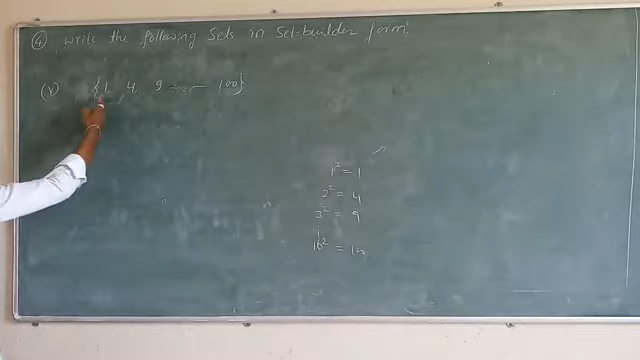 ④ Write the following sets in Set-builder form.
(v) {1, 4, 9 - - - 100}
1² = 1
2² = 4
3² = 9
10² = 100